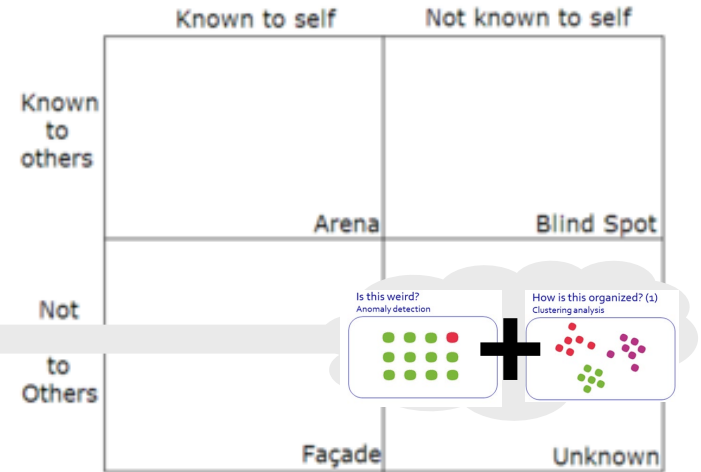 Known to self
Not known to self
Known
to
others
Arena
Blind Spot
Not
to
Others
Is this weird?
Anomaly detection
How is this organized? (1)
Clustering analysis
Façade
Unknown